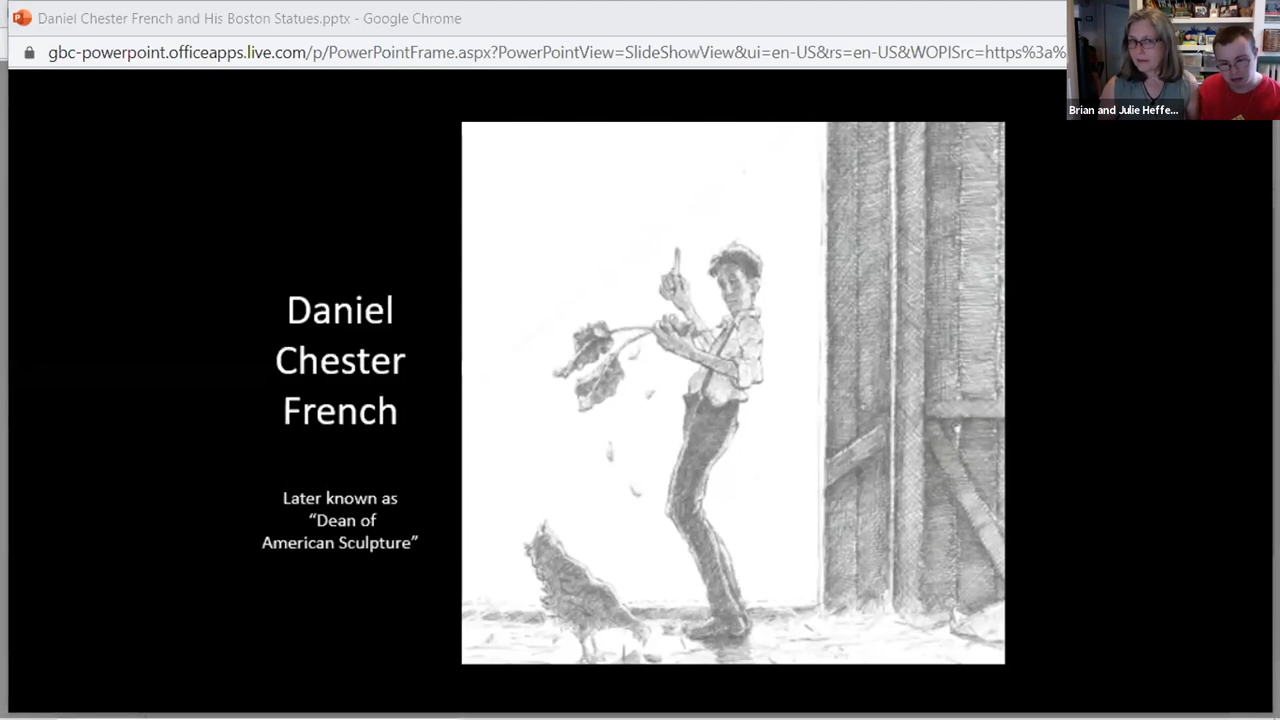 Daniel Chester French and His Boston Statues.pptx - Google Chrome
gbc-powerpoint.officeapps.live.com/p/PowerPointFrame.aspx?PowerPointView=SlideShowView&ui=en-US&rs=en-US&WOPISrc=https%3a%
Brian and Julie Heffe...
Daniel
Chester
French
Later known as
“Dean of
American Sculpture”